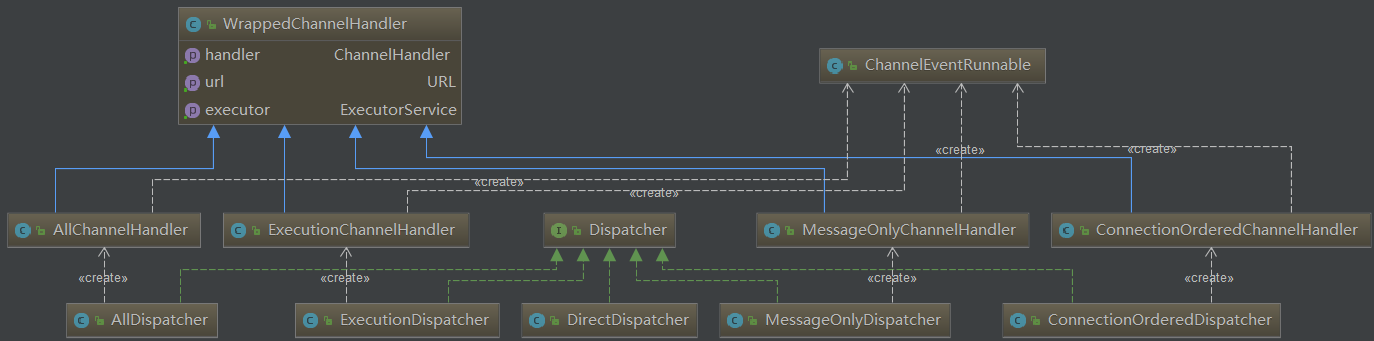 WrappedChannelHandler
handler ChannelHandler
url URL
executor ExecutorService
ChannelEventRunnable
«create»
«create»
«create»
«create»
AllChannelHandler
ExecutionChannelHandler
Dispatcher
MessageOnlyChannelHandler
ConnectionOrderedChannelHandler
«create»
«create»
«create»
«create»
AllDispatcher
ExecutionDispatcher
DirectDispatcher
MessageOnlyDispatcher
ConnectionOrderedDispatcher